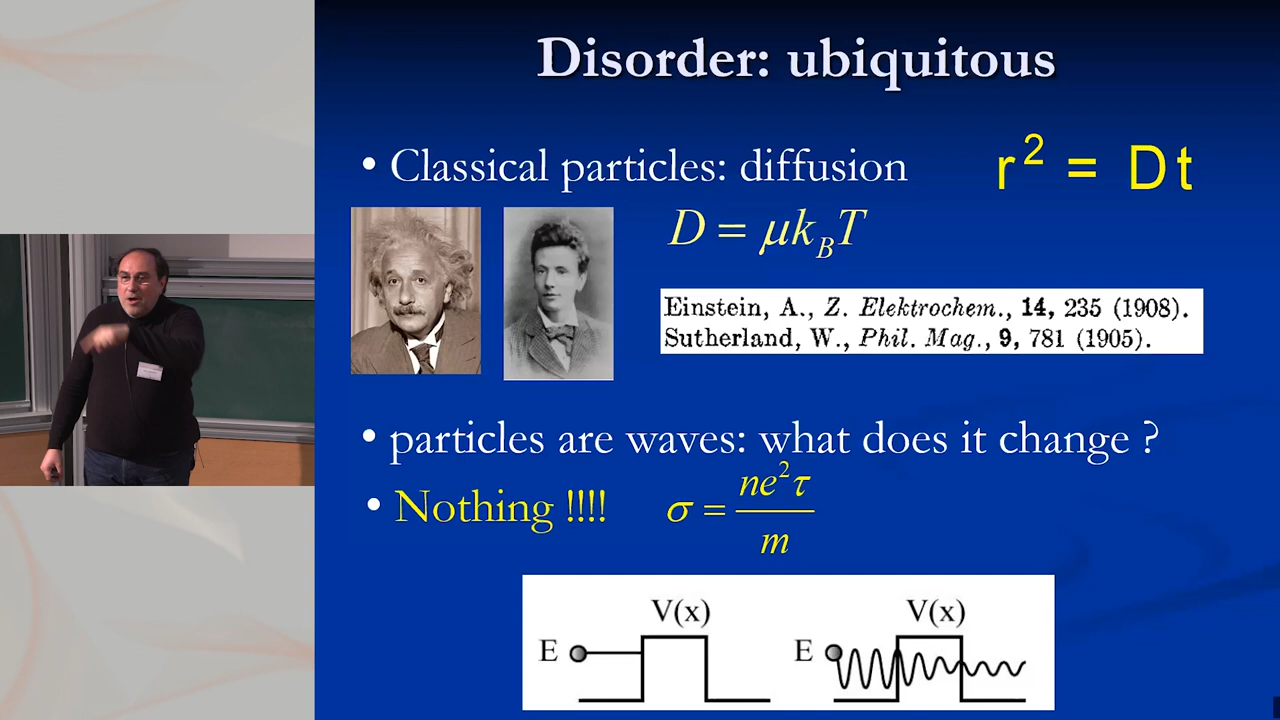 Disorder: ubiquitous
• Classical particles: diffusion
r² = Dt
D = μk_BT
Einstein, A., Z. Elektrochem., 14, 235 (1908).
Sutherland, W., Phil. Mag., 9, 781 (1905).
• particles are waves: what does it change ?
• Nothing !!!!
σ = ne²τ / m
V(x)
V(x)
E
E